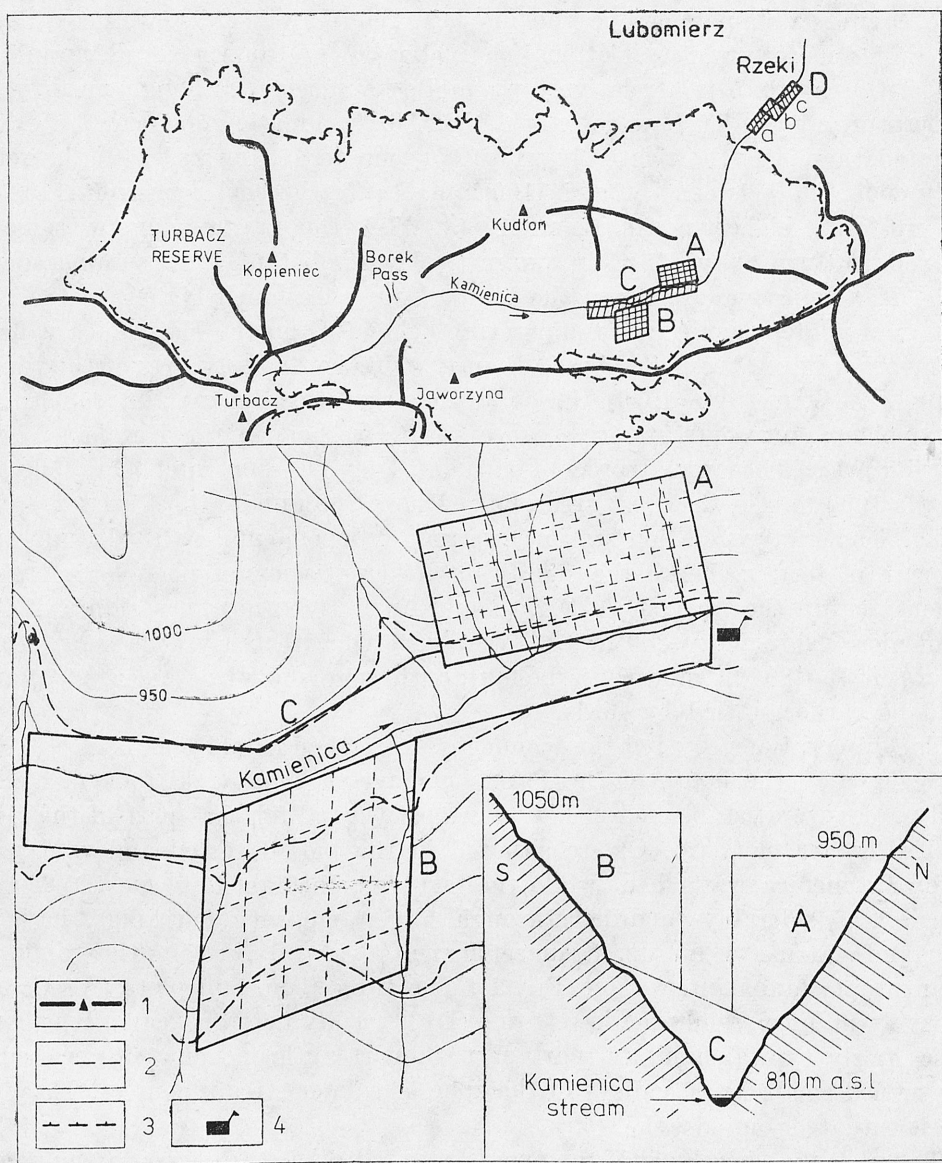 Lubomierz
Rzeki
D
c
b
a
Kudłoń
TURBACZ
RESERVE
Kopieniec
Borek
Pass
A
C
Kamienica
B
Turbacz
Jaworzyna
A
1000
950
C
Kamienica
B
1050m
950 m
S
B
N
A
C
Kamienica
stream
810m a.s.l
1
2
3
4